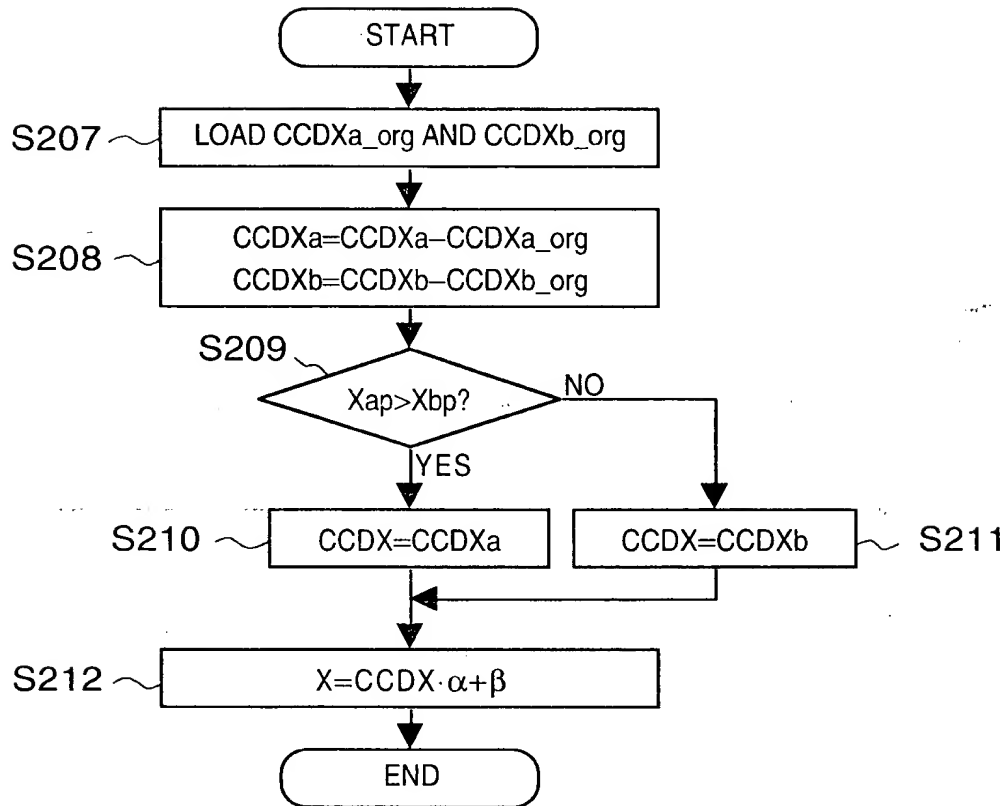 START
S207
LOAD CCDXa_org AND CCDXb_org
S208
CCDXa=CCDXa−CCDXa_org
CCDXb=CCDXb−CCDXb_org
S209
Xap>Xbp?
NO
YES
S210
CCDX=CCDXa
CCDX=CCDXb
S211
S212
X=CCDX·α+β
END